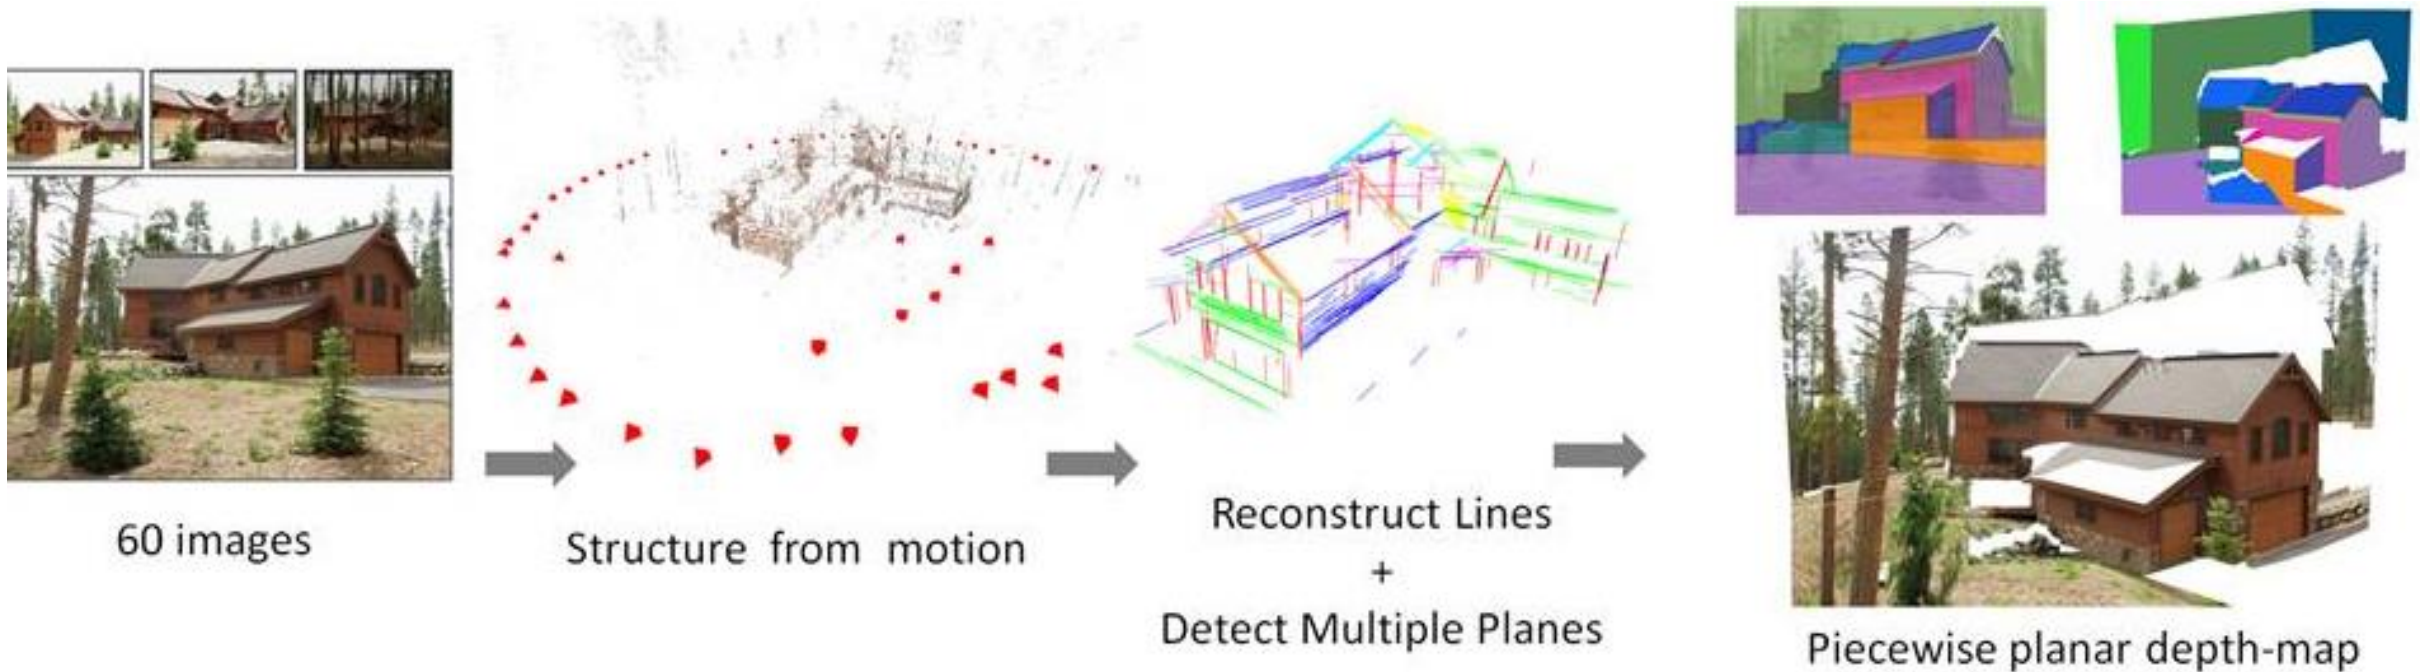 60 images
Structure from motion
Reconstruct Lines
+
Detect Multiple Planes
Piecewise planar depth-map